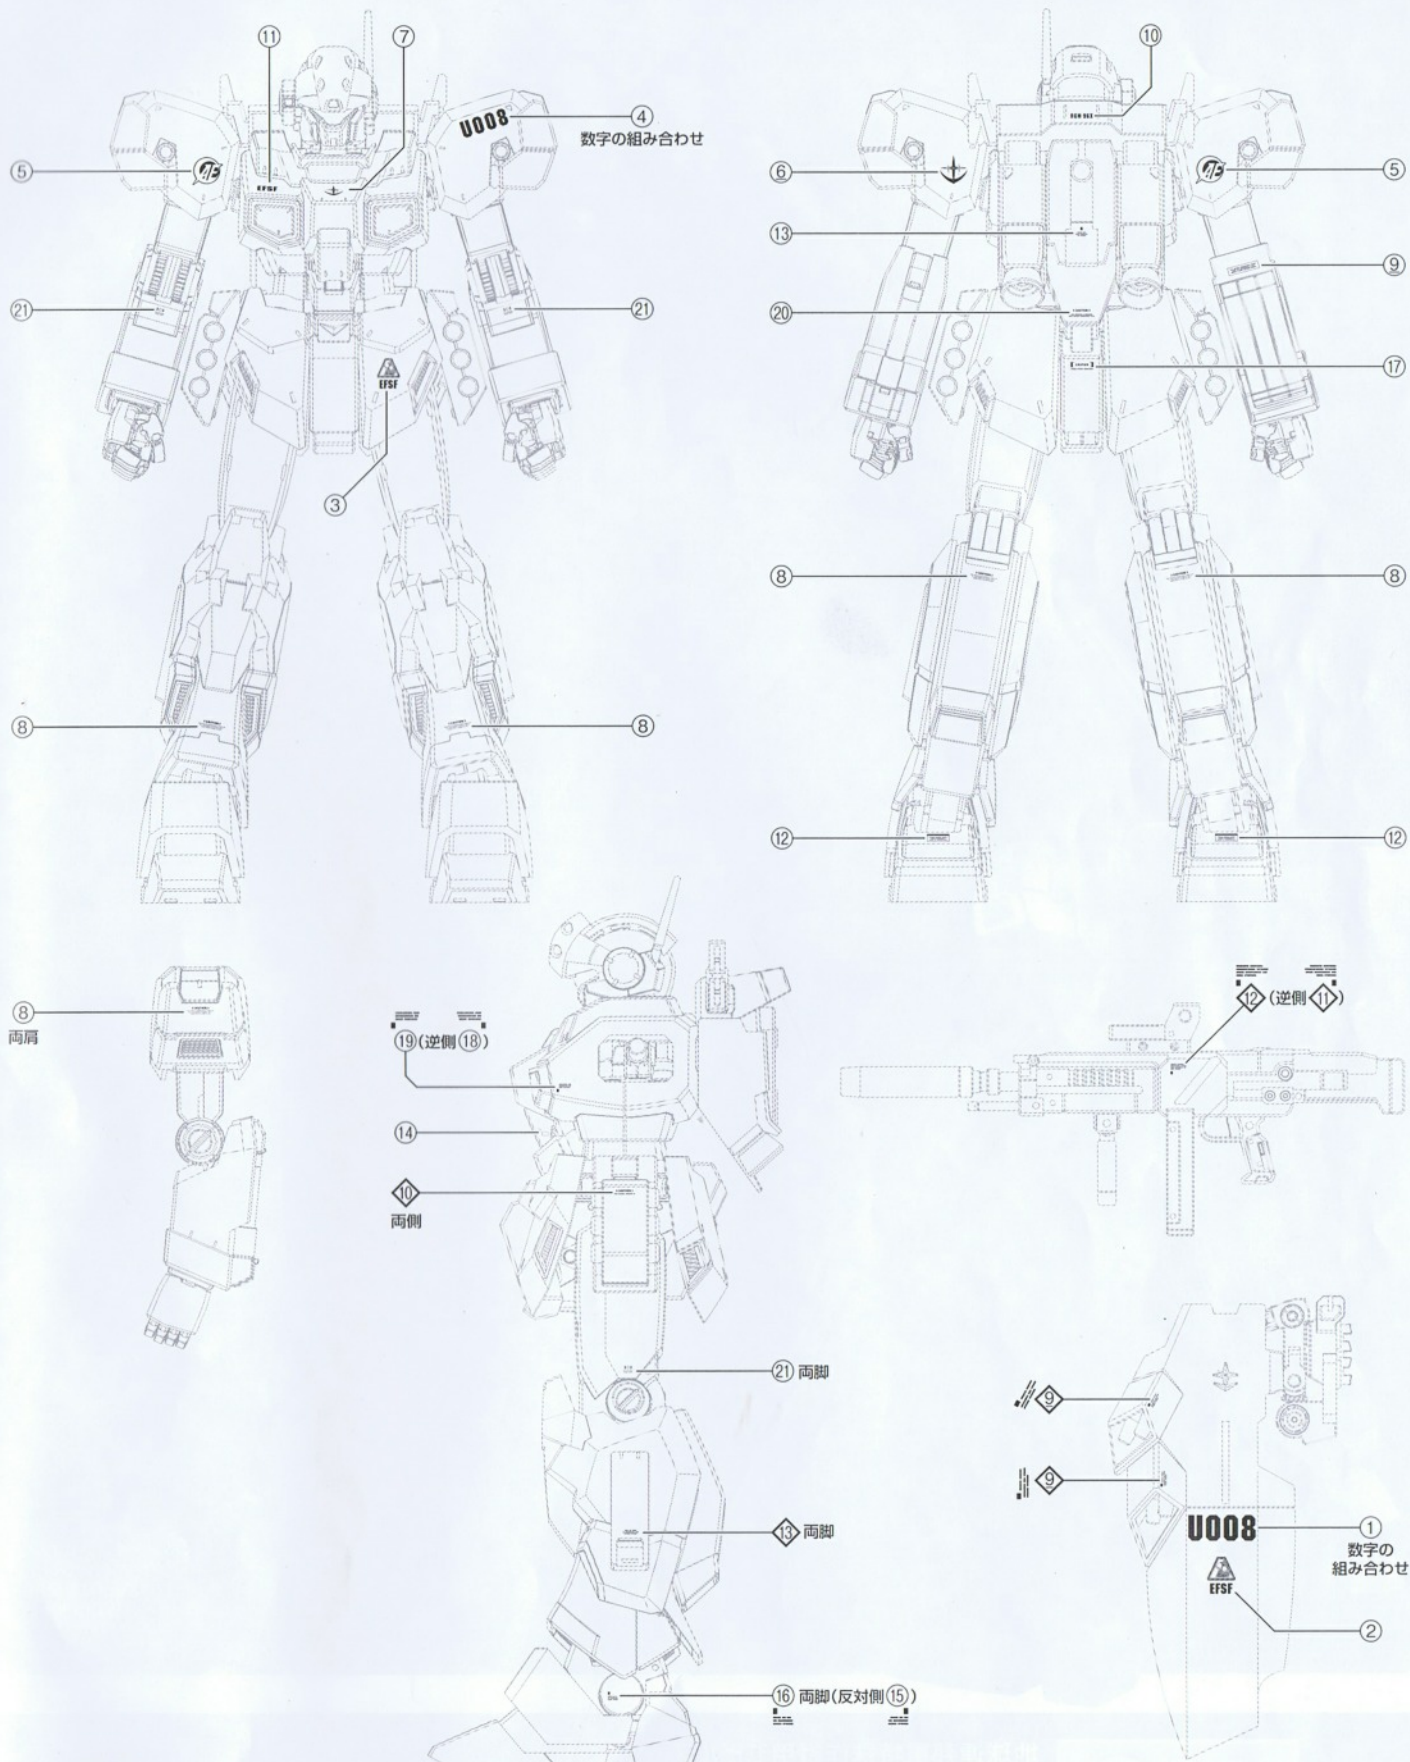 ⑪
⑦
U008
④
数字の組み合わせ
⑤
AE
EFSF
㉑
㉑
EFSF
③
⑧
⑧
⑩
⑥
AE
⑤
⑬
⑨
⑳
⑰
⑧
⑧
⑫
⑫
⑧
両肩
⑲(逆側⑱)
⑭
10
両側
㉑ 両脚
13 両脚
⑯ 両脚(反対側⑮)
12 (逆側 11)
9
9
U008
①
数字の
組み合わせ
EFSF
②